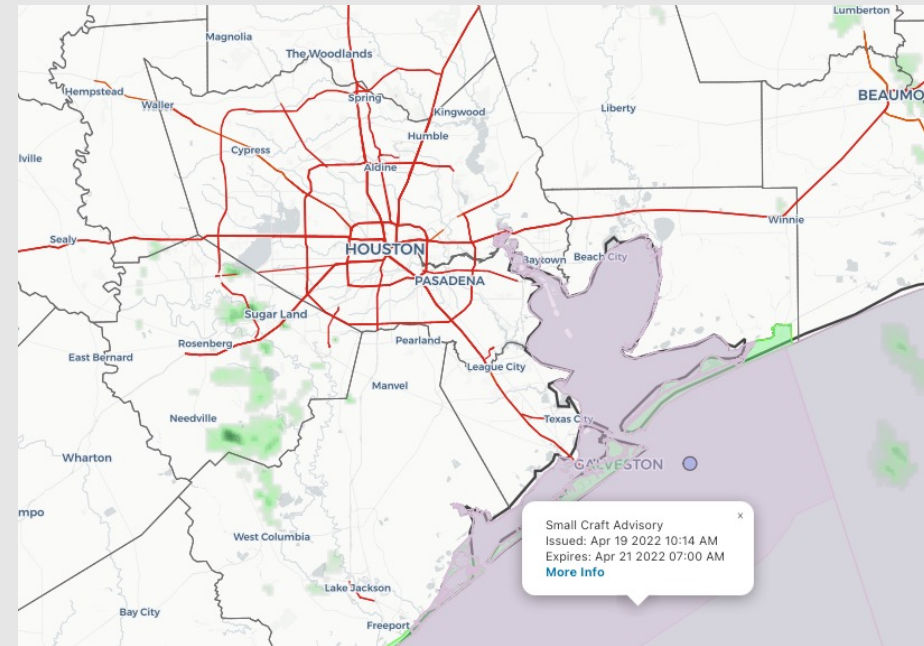 Lumberton
Magnolia
The Woodlands
Hempstead
Spring
BEAUMO
Waller
Liberty
Kingwood
Humble
Cypress
lville
Aldine
Winnie
Sealy
HOUSTON
Baytown
Beach City
PASADENA
Sugar Land
Rosenberg
Pearland
East Bernard
League City
Manvel
Needville
Texas City
Wharton
GALVESTON
mpo
Small Craft Advisory
Issued: Apr 19 2022 10:14 AM
Expires: Apr 21 2022 07:00 AM
More Info
×
West Columbia
Lake Jackson
Bay City
Freeport